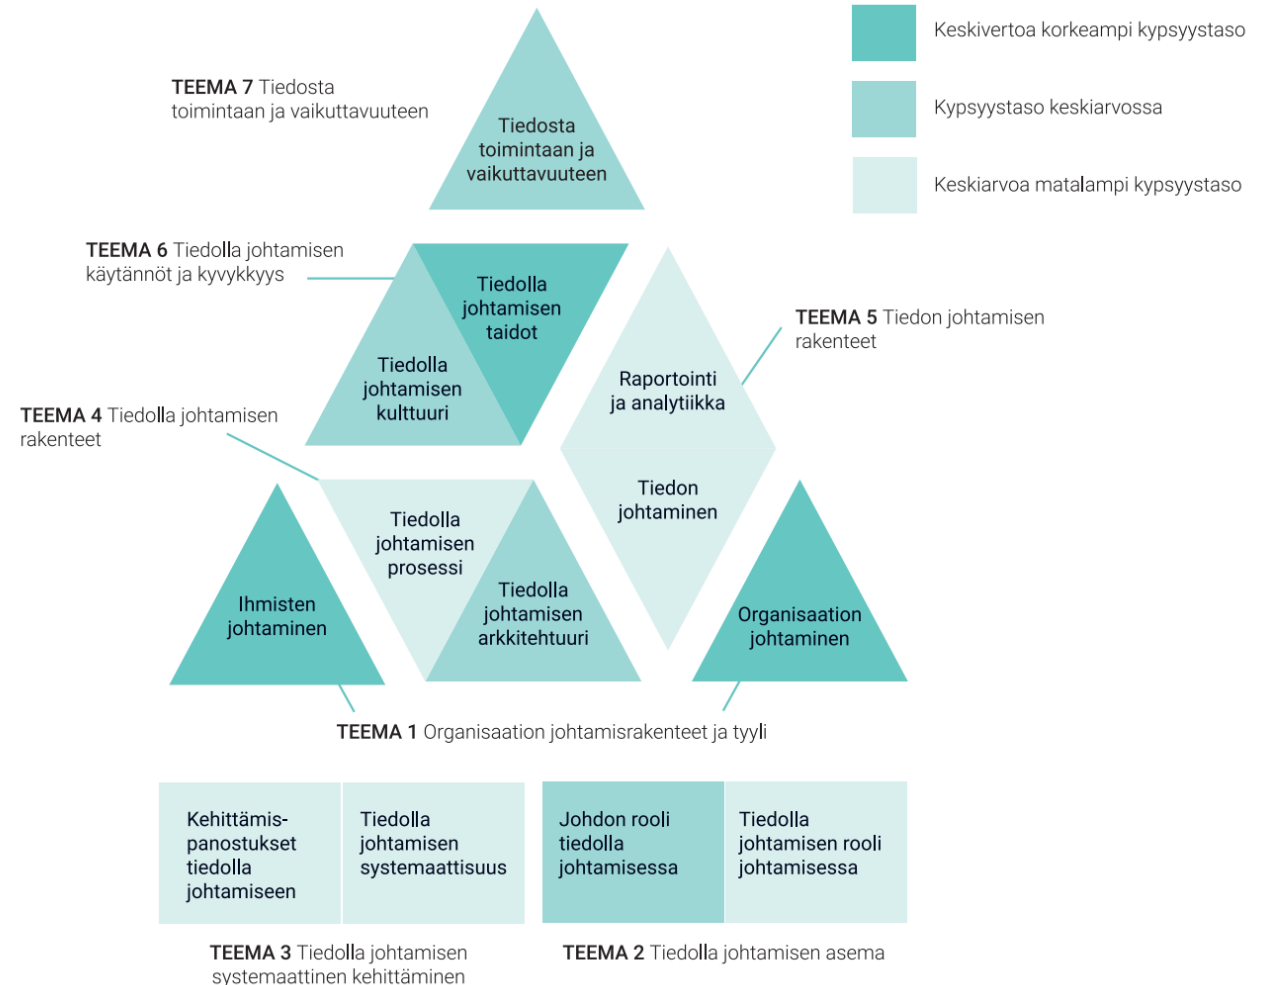 Keskivertoa korkeampi kypsyystaso
Kypsyystaso keskiarvossa
Keskiarvoa matalampi kypsyystaso
TEEMA 7 Tiedosta
toimintaan ja vaikuttavuuteen
Tiedosta
toimintaan ja
vaikuttavuuteen
TEEMA 6 Tiedolla johtamisen
käytännöt ja kyvykkyys
Tiedolla
johtamisen
taidot
Tiedolla
johtamisen
kulttuuri
TEEMA 5 Tiedon johtamisen
rakenteet
Raportointi
ja analytiikka
Tiedon
johtaminen
TEEMA 4 Tiedolla johtamisen
rakenteet
Tiedolla
johtamisen
prosessi
Tiedolla
johtamisen
arkkitehtuuri
Ihmisten
johtaminen
Organisaation
johtaminen
TEEMA 1 Organisaation johtamisrakenteet ja tyyli
Kehittämis-
panostukset
tiedolla
johtamiseen
Tiedolla
johtamisen
systemaattisuus
Johdon rooli
tiedolla
johtamisessa
Tiedolla
johtamisen rooli
johtamisessa
TEEMA 3 Tiedolla johtamisen
systemaattinen kehittäminen
TEEMA 2 Tiedolla johtamisen asema